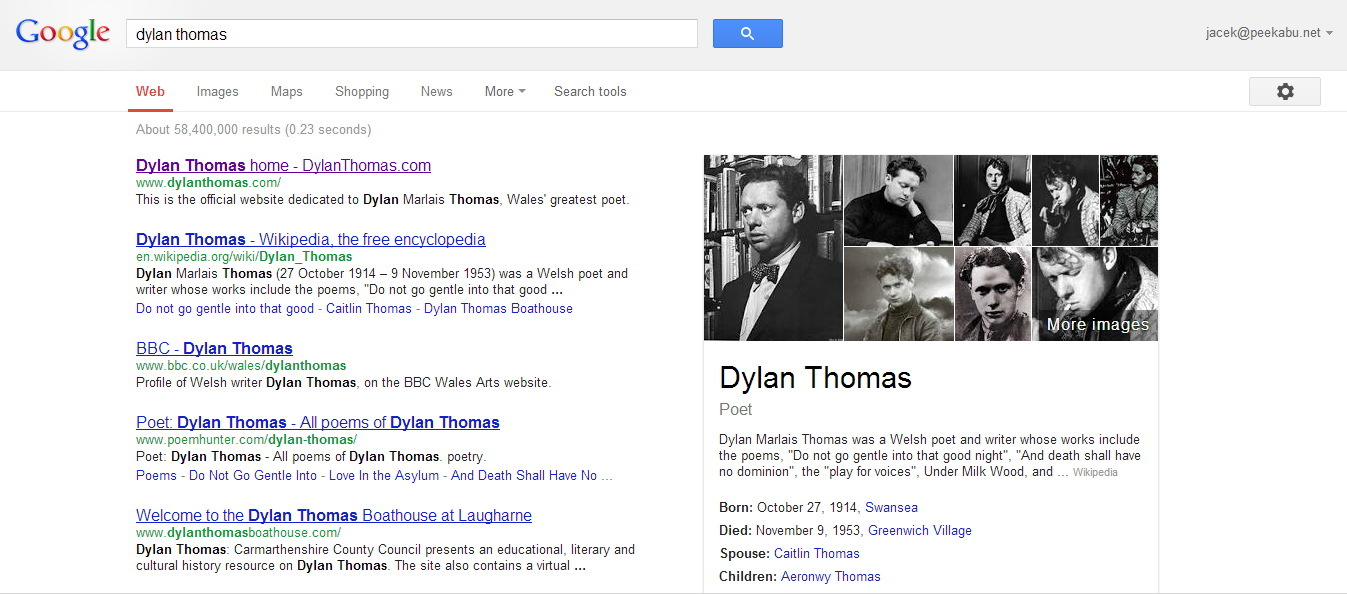 Google
dylan thomas
jacek@peekabu.net
Web Images Maps Shopping News More Search tools
About 58,400,000 results (0.23 seconds)
Dylan Thomas home - DylanThomas.com
www.dylanthomas.com/
This is the official website dedicated to Dylan Marlais Thomas, Wales' greatest poet.
Dylan Thomas - Wikipedia, the free encyclopedia
en.wikipedia.org/wiki/Dylan_Thomas
Dylan Marlais Thomas (27 October 1914 – 9 November 1953) was a Welsh poet and
writer whose works include the poems, "Do not go gentle into that good ...
Do not go gentle into that good - Caitlin Thomas - Dylan Thomas Boathouse
BBC - Dylan Thomas
www.bbc.co.uk/wales/dylanthomas
Profile of Welsh writer Dylan Thomas, on the BBC Wales Arts website.
Poet: Dylan Thomas - All poems of Dylan Thomas
www.poemhunter.com/dylan-thomas/
Poet: Dylan Thomas - All poems of Dylan Thomas. poetry.
Poems - Do Not Go Gentle Into - Love In the Asylum - And Death Shall Have No ...
Welcome to the Dylan Thomas Boathouse at Laugharne
www.dylanthomasboathouse.com/
Dylan Thomas: Carmarthenshire County Council presents an educational, literary and
cultural history resource on Dylan Thomas. The site also contains a virtual ...
More images
Dylan Thomas
Poet
Dylan Marlais Thomas was a Welsh poet and writer whose works include
the poems, "Do not go gentle into that good night", "And death shall have
no dominion", the "play for voices", Under Milk Wood, and ... Wikipedia
Born: October 27, 1914, Swansea
Died: November 9, 1953, Greenwich Village
Spouse: Caitlin Thomas
Children: Aeronwy Thomas